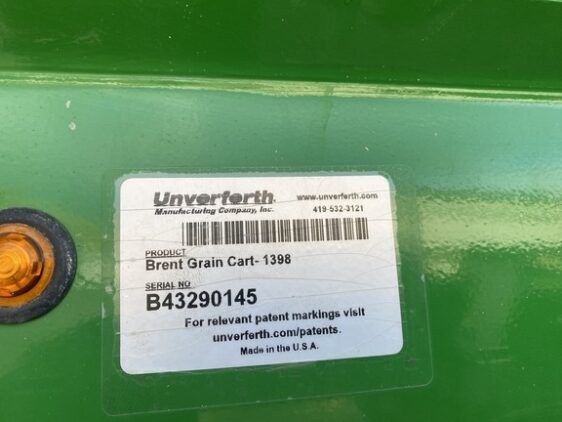 Unverferth. www.unverferth.com
Manufacturing Company, Inc. 419-532-3121
PRODUCT
Brent Grain Cart- 1398
SERIAL NO
B43290145
For relevant patent markings visit
unverferth.com/patents.
Made in the U.S.A.